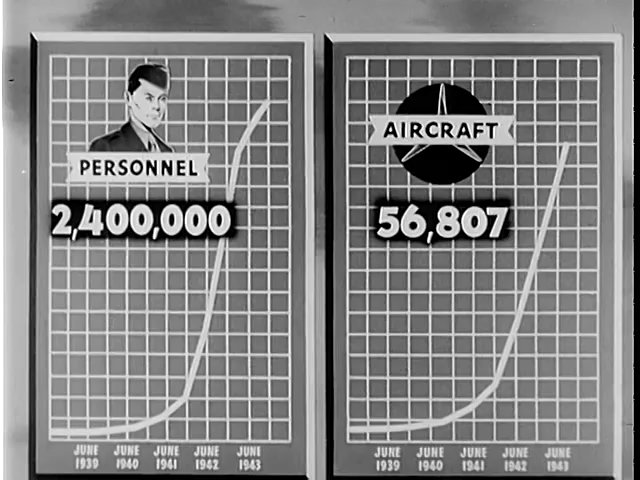 PERSONNEL
2,400,000
JUNE 1939
JUNE 1940
JUNE 1941
JUNE 1942
JUNE 1943
AIRCRAFT
56,807
JUNE 1939
JUNE 1940
JUNE 1941
JUNE 1942
JUNE 1943